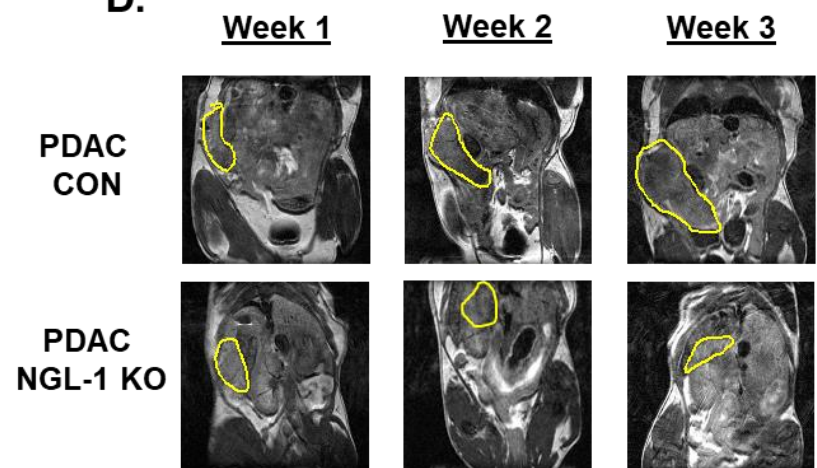 D.
Week 1 Week 2 Week 3
PDAC
CON
PDAC
NGL-1 KO